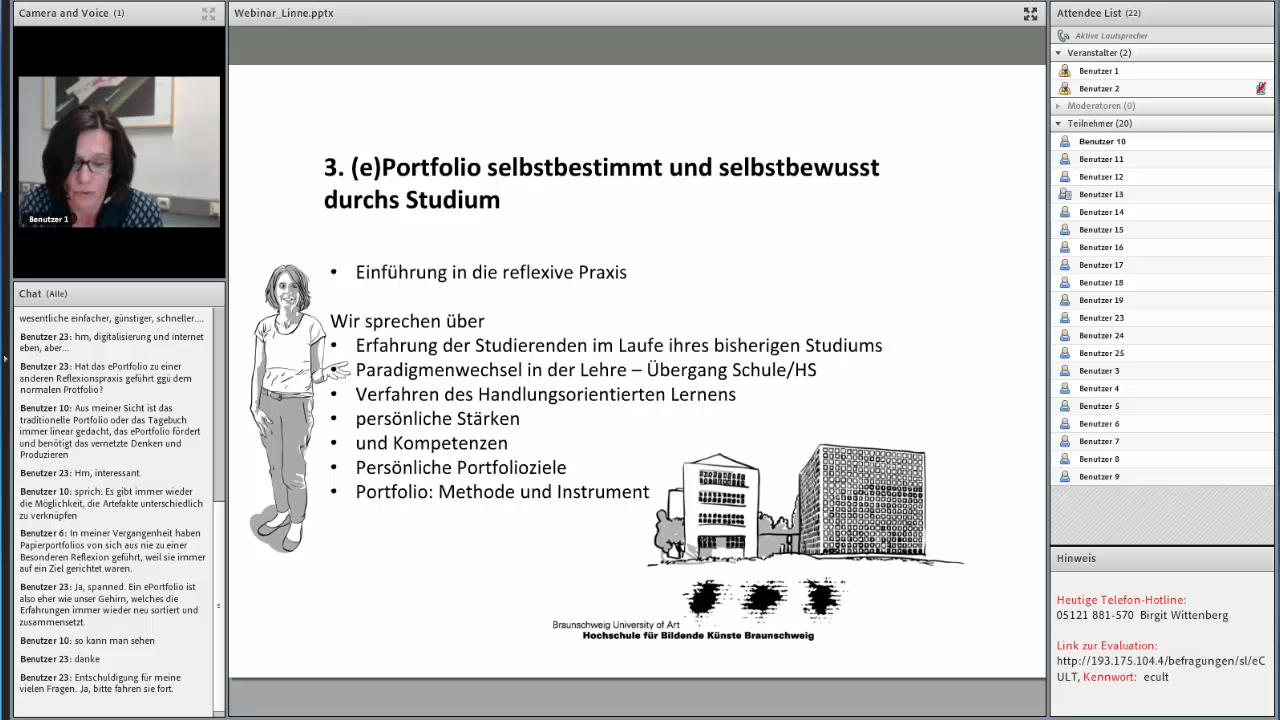 Camera and Voice (1)
Benutzer 1
Chat (Alle)
wesentliche einfacher, günstiger, schneller....
Benutzer 23: hm, digitalisierung und internet
eben, aber...
Benutzer 23: Hat das ePortfolio zu einer
anderen Reflexionspraxis geführt ggü dem
normalen Protfolio?
Benutzer 10: Aus meiner Sicht ist das
traditionelle Portfolio oder das Tagebuch
immer linear gedacht, das ePortfolio fördert
und benötigt das vernetzte Denken und
Produzieren
Benutzer 23: Hm, interessant.
Benutzer 10: sprich: Es gibt immer wieder
die Möglichkeit, die Artefakte unterschiedlich
zu verknüpfen
Benutzer 6: In meiner Vergangenheit haben
Papierportfolios von sich aus nie zu einer
Besonderen Reflexion geführt, weil sie immer
auf ein Ziel gerichtet waren.
Benutzer 23: Ja, spanned. Ein ePortfolio ist
also eher wie unser Gehirn, welches die
Erfahrungen immer wieder neu sortiert und
zusammensetzt.
Benutzer 10: so kann man sehen
Benutzer 23: danke
Benutzer 23: Entschuldigung für meine
vielen Fragen. Ja, bitte fahren sie fort.
Webinar_Linne.pptx
3. (e)Portfolio selbstbestimmt und selbstbewusst
durchs Studium
• Einführung in die reflexive Praxis
Wir sprechen über
• Erfahrung der Studierenden im Laufe ihres bisherigen Studiums
• Paradigmenwechsel in der Lehre – Übergang Schule/HS
• Verfahren des Handlungsorientierten Lernens
• persönliche Stärken
• und Kompetenzen
• Persönliche Portfolioziele
• Portfolio: Methode und Instrument
Braunschweig University of Art
Hochschule für Bildende Künste Braunschweig
Attendee List (22)
Aktive Lautsprecher
Veranstalter (2)
Benutzer 1
Benutzer 2
Moderatoren (0)
Teilnehmer (20)
Benutzer 10
Benutzer 11
Benutzer 12
Benutzer 13
Benutzer 14
Benutzer 15
Benutzer 16
Benutzer 17
Benutzer 18
Benutzer 19
Benutzer 23
Benutzer 24
Benutzer 25
Benutzer 3
Benutzer 4
Benutzer 5
Benutzer 6
Benutzer 7
Benutzer 8
Benutzer 9
Hinweis
Heutige Telefon-Hotline:
05121 881-570 Birgit Wittenberg
Link zur Evaluation:
http://193.175.104.4/befragungen/sl/eC
ULT, Kennwort: ecult